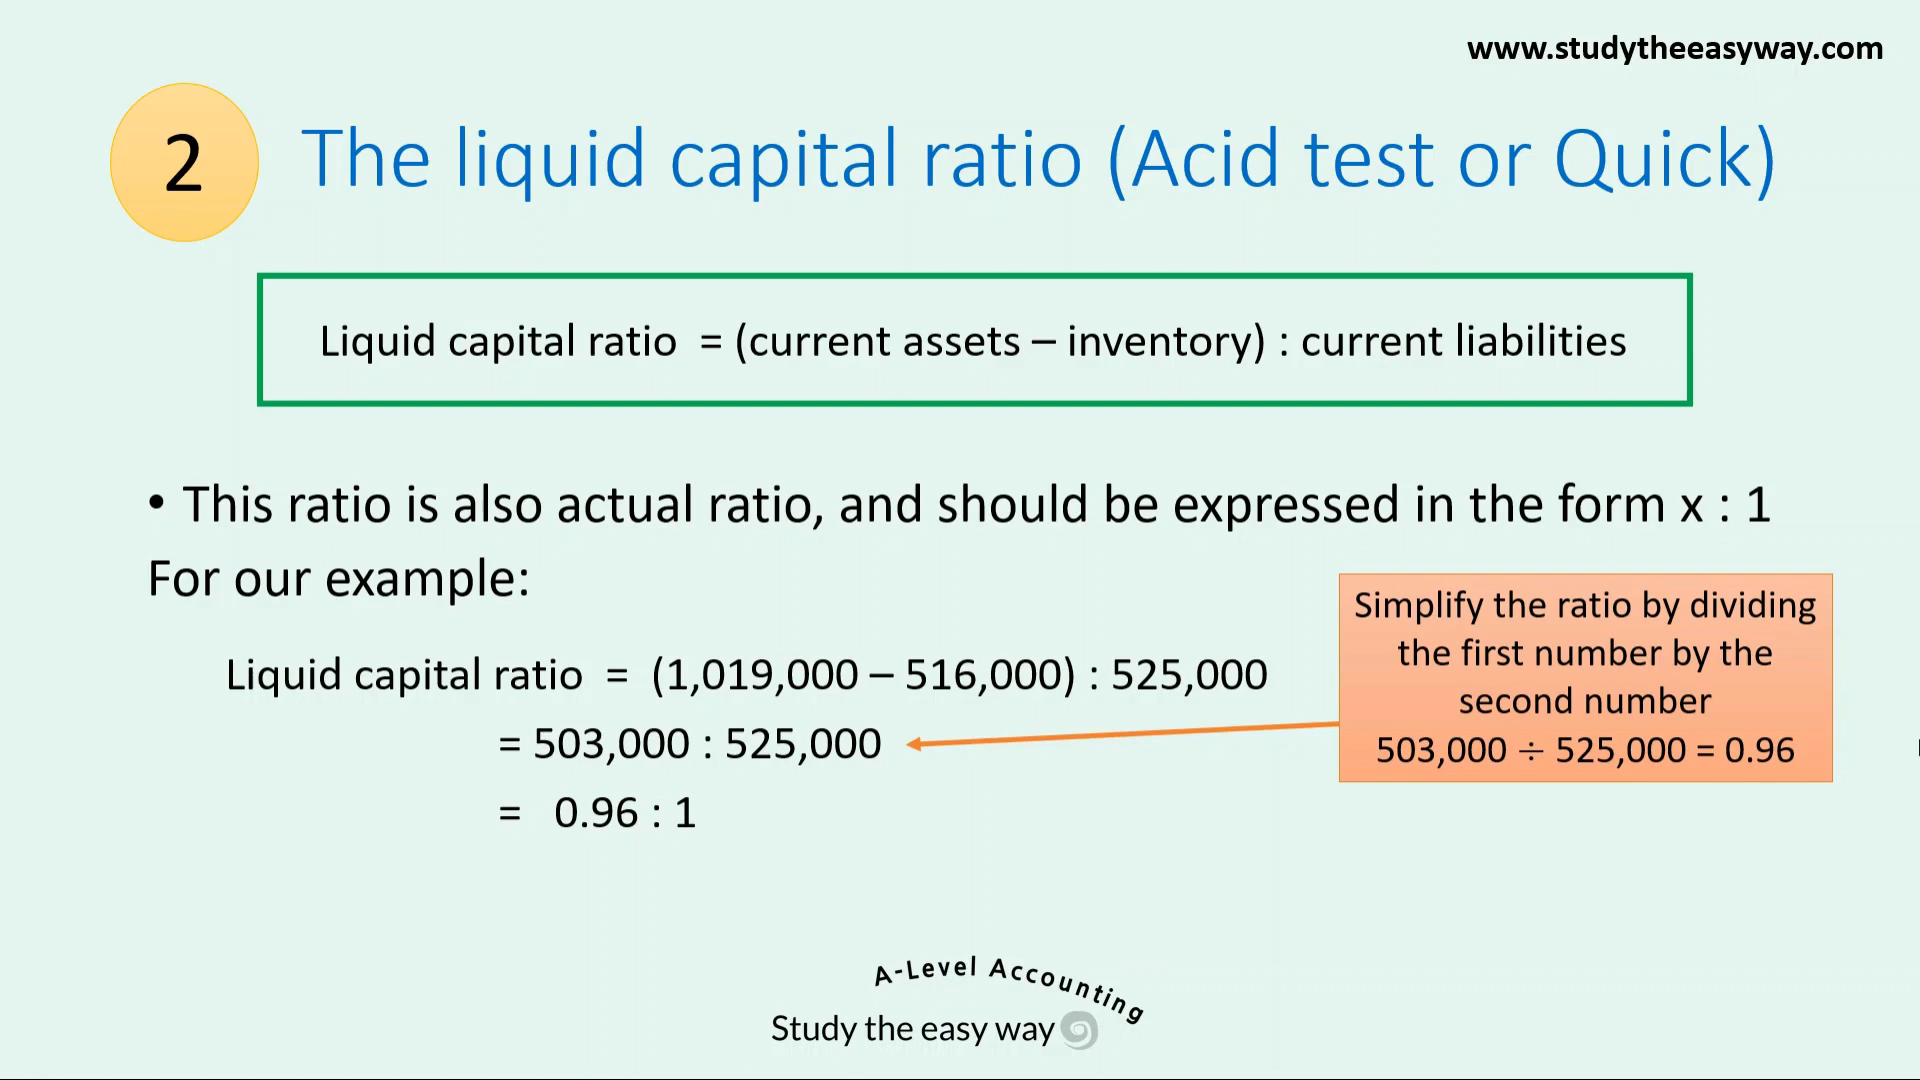 www.studytheeasyway.com
2
The liquid capital ratio (Acid test or Quick)
Liquid capital ratio = (current assets – inventory) : current liabilities
• This ratio is also actual ratio, and should be expressed in the form x : 1
For our example:
Liquid capital ratio = (1,019,000 – 516,000) : 525,000
= 503,000 : 525,000
= 0.96 : 1
Simplify the ratio by dividing
the first number by the
second number
503,000 ÷ 525,000 = 0.96
A-Level Accounting
Study the easy way